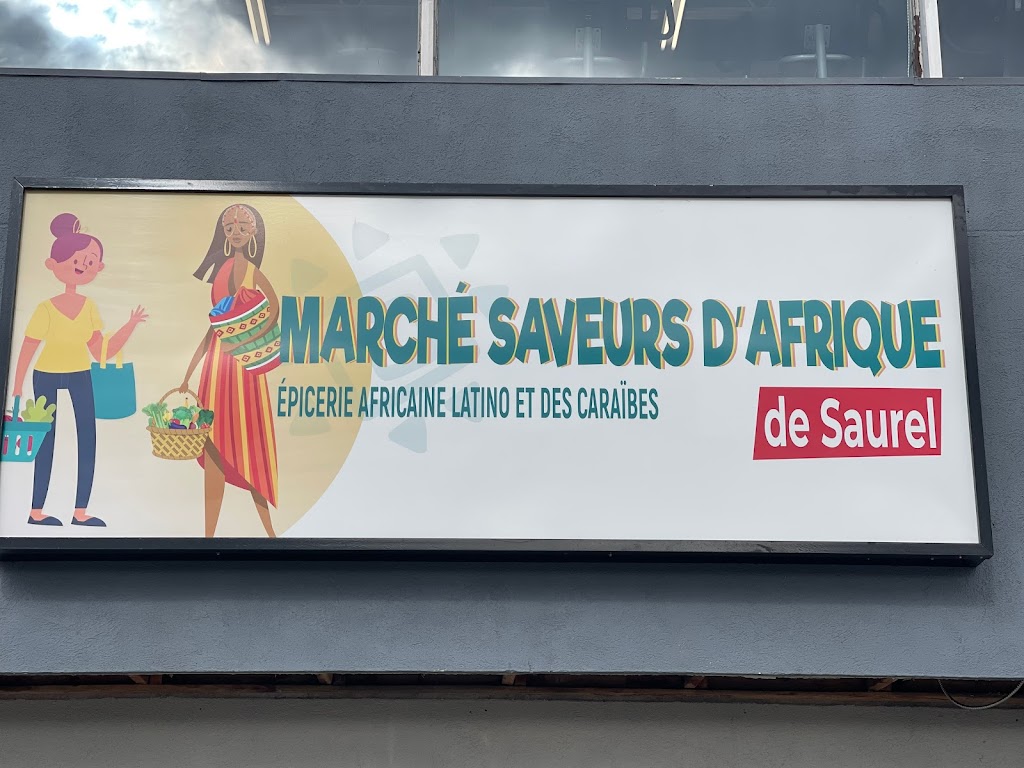 MARCHÉ SAVEURS D'AFRIQUE
ÉPICERIE AFRICAINE LATINO ET DES CARAÏBES
de Saurel